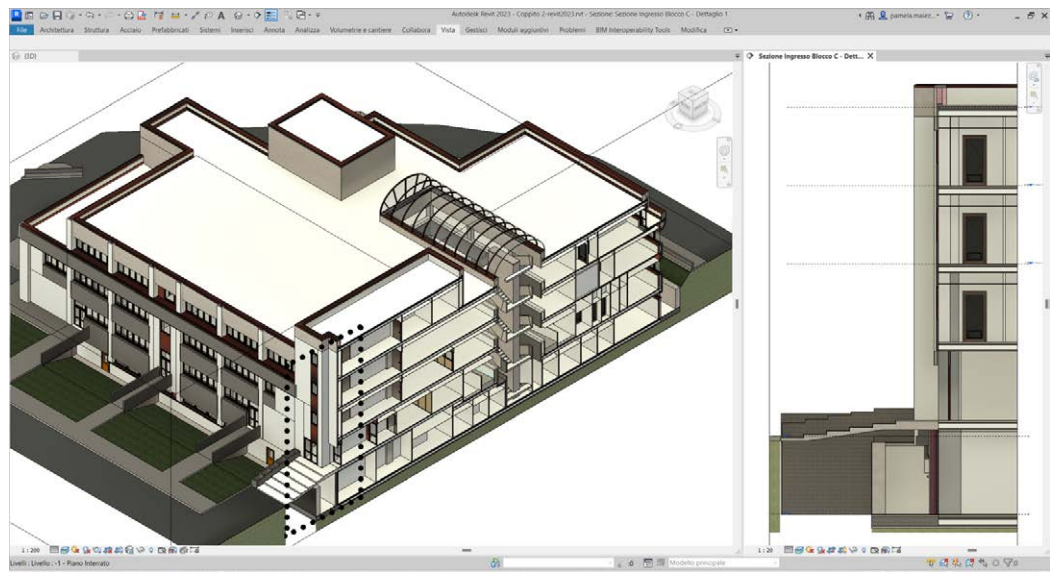 Autodesk Revit 2023 - Coppito 2-revit2023.rvt - Sezione: Sezione Ingresso Blocco C - Dettaglio 1
File Architettura Struttura Acciaio Prefabbricati Sistemi Inserisci Annota Analizza Volumetrie e cantiere Collabora Vista Gestisci Moduli aggiuntivi Problemi BIM Interoperability Tools Modifica
{3D}
Sezione Ingresso Blocco C - Dett... X
1 : 200
1 : 20
Livelli : Livello : -1 - Piano Interrato
:0
Modello principale